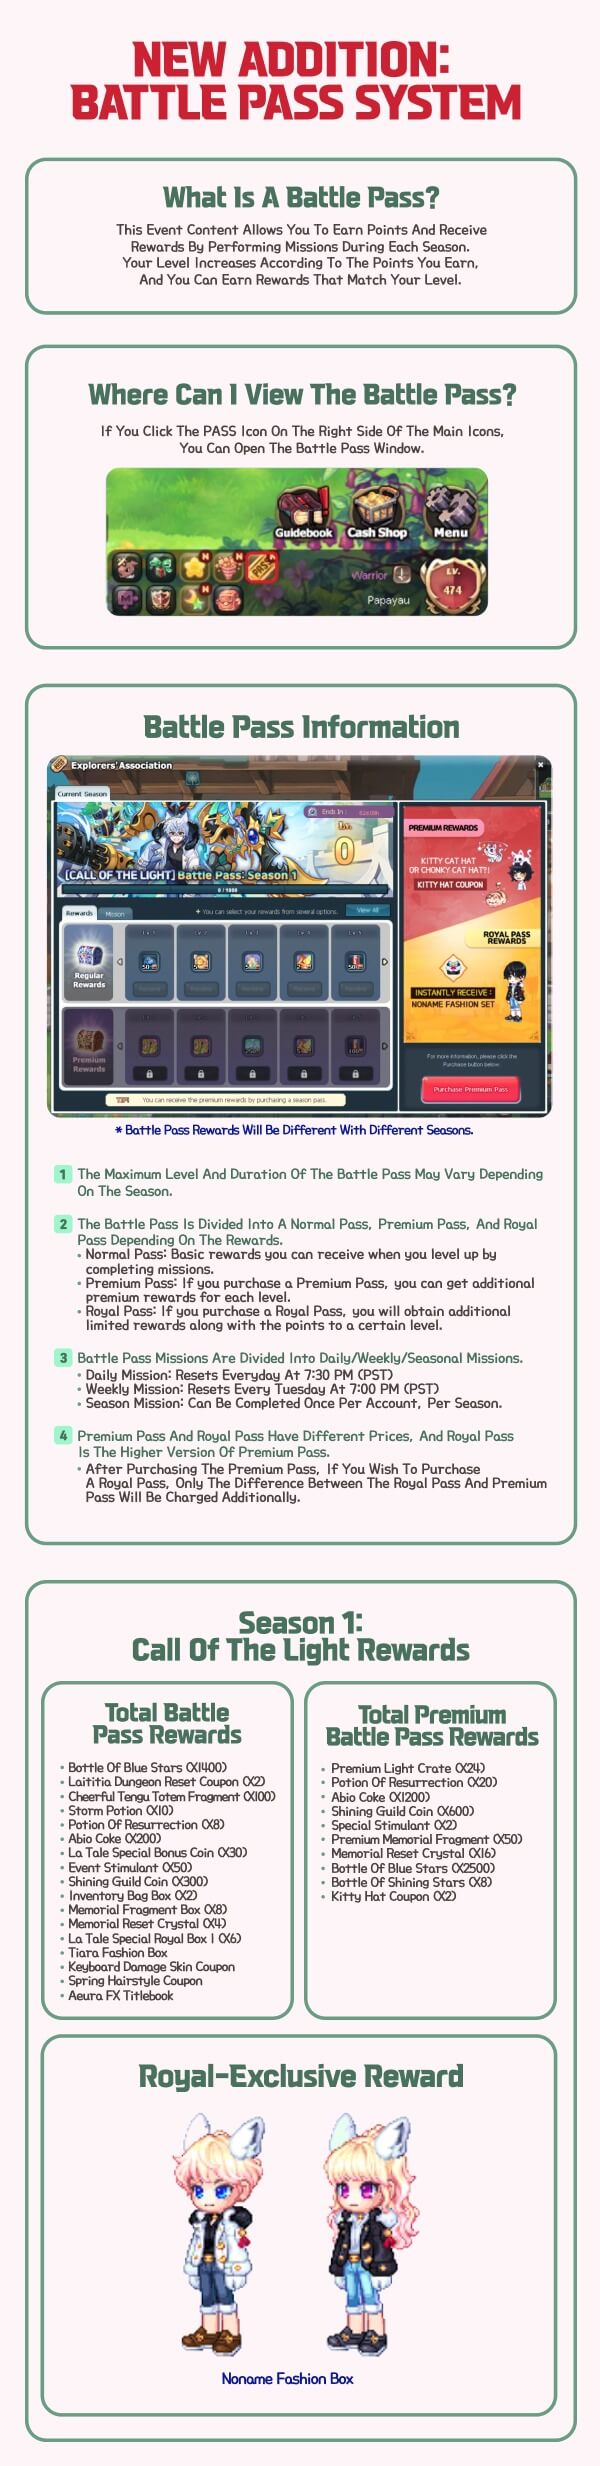 NEW ADDITION:
BATTLE PASS SYSTEM
What Is A Battle Pass?
This Event Content Allows You To Earn Points And Receive
Rewards By Performing Missions During Each Season.
Your Level Increases According To The Points You Earn,
And You Can Earn Rewards That Match Your Level.
Where Can I View The Battle Pass?
If You Click The PASS Icon On The Right Side Of The Main Icons,
You Can Open The Battle Pass Window.
Guidebook
Cash Shop
Menu
PASS
Warrior
LV.
474
Papayau
Battle Pass Information
Explorers' Association
Current Season
Ends In :
Lv.
0
[CALL OF THE LIGHT] Battle Pass: Season 1
0 / 1000
Rewards
Mission
+ You can select your rewards from several options.
View All
Regular
Rewards
Premium
Rewards
TIP!
You can receive the premium rewards by purchasing a season pass.
PREMIUM REWARDS
KITTY CAT HAT
OR CHONKY CAT HAT?!
KITTY HAT COUPON
ROYAL PASS
REWARDS
INSTANTLY RECEIVE :
NONAME FASHION SET
For more information, please click the
Purchase button below.
Purchase Premium Pass
* Battle Pass Rewards Will Be Different With Different Seasons.
1 The Maximum Level And Duration Of The Battle Pass May Vary Depending
On The Season.
2 The Battle Pass Is Divided Into A Normal Pass, Premium Pass, And Royal
Pass Depending On The Rewards.
• Normal Pass: Basic rewards you can receive when you level up by
completing missions.
• Premium Pass: If you purchase a Premium Pass, you can get additional
premium rewards for each level.
• Royal Pass: If you purchase a Royal Pass, you will obtain additional
limited rewards along with the points to a certain level.
3 Battle Pass Missions Are Divided Into Daily/Weekly/Seasonal Missions.
• Daily Mission: Resets Everyday At 7:30 PM (PST)
• Weekly Mission: Resets Every Tuesday At 7:00 PM (PST)
• Season Mission: Can Be Completed Once Per Account, Per Season.
4 Premium Pass And Royal Pass Have Different Prices, And Royal Pass
Is The Higher Version Of Premium Pass.
• After Purchasing The Premium Pass, If You Wish To Purchase
A Royal Pass, Only The Difference Between The Royal Pass And Premium
Pass Will Be Charged Additionally.
Season 1:
Call Of The Light Rewards
Total Battle
Pass Rewards
• Bottle Of Blue Stars (X1400)
• Laititia Dungeon Reset Coupon (X2)
• Cheerful Tengu Totem Fragment (X100)
• Storm Potion (X10)
• Potion Of Resurrection (X8)
• Abio Coke (X200)
• La Tale Special Bonus Coin (X30)
• Event Stimulant (X50)
• Shining Guild Coin (X300)
• Inventory Bag Box (X2)
• Memorial Fragment Box (X8)
• Memorial Reset Crystal (X4)
• La Tale Special Royal Box I (X6)
• Tiara Fashion Box
• Keyboard Damage Skin Coupon
• Spring Hairstyle Coupon
• Aeura FX Titlebook
Total Premium
Battle Pass Rewards
• Premium Light Crate (X24)
• Potion Of Resurrection (X20)
• Abio Coke (X1200)
• Shining Guild Coin (X600)
• Special Stimulant (X2)
• Premium Memorial Fragment (X50)
• Memorial Reset Crystal (X16)
• Bottle Of Blue Stars (X2500)
• Bottle Of Shining Stars (X8)
• Kitty Hat Coupon (X2)
Royal-Exclusive Reward
Noname Fashion Box